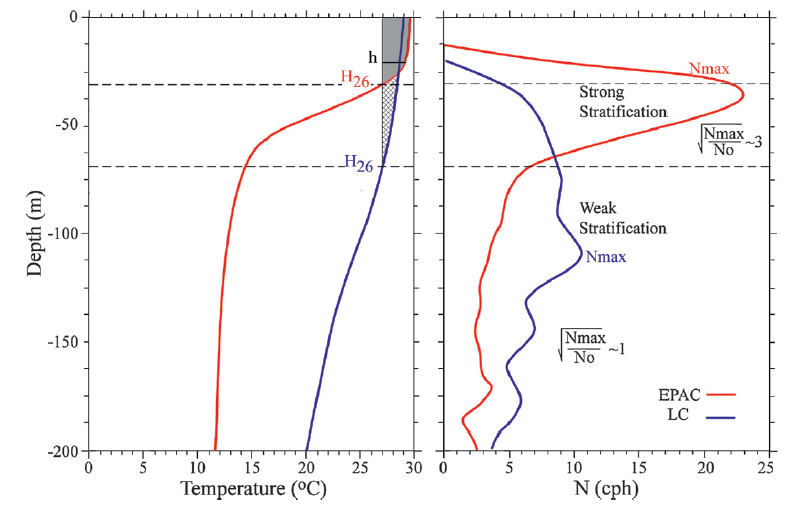 0
-50
-100
-150
-200
Depth (m)
h
H26
H26
0
5
10
15
20
25
30
Temperature (ºC)
Nmax
Strong
Stratification
√Nmax/No ~3
Weak
Stratification
Nmax
√Nmax/No ~1
EPAC
LC
0
5
10
15
20
25
N (cph)